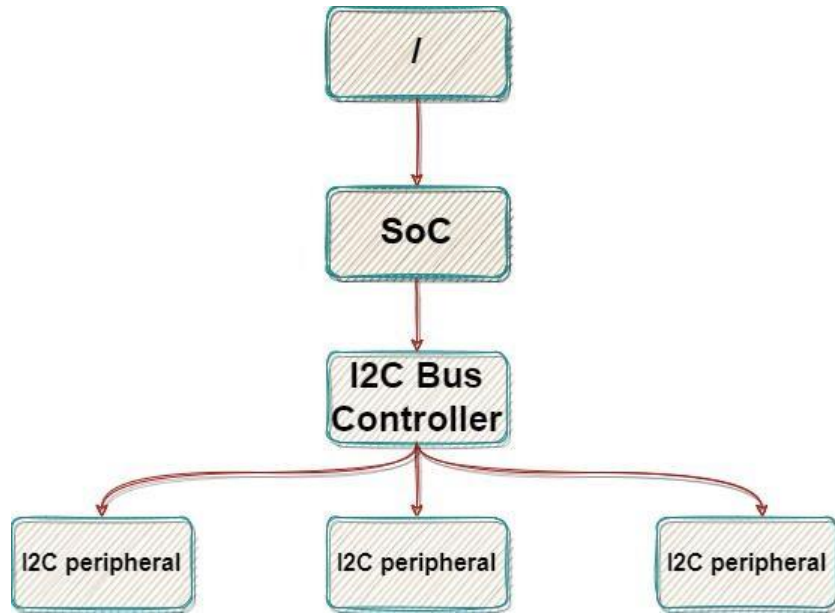 /
SoC
I2C Bus
Controller
I2C peripheral
I2C peripheral
I2C peripheral